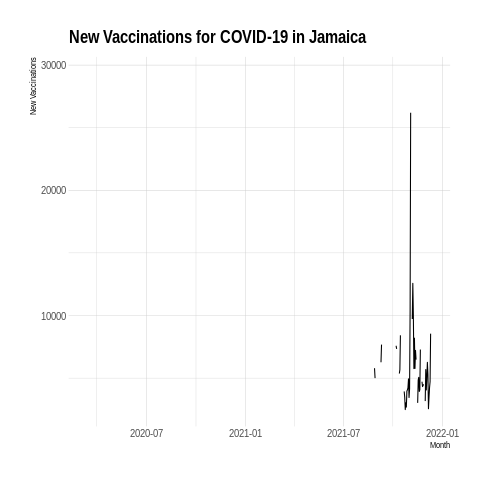 New Vaccinations for COVID-19 in Jamaica
New Vaccinations
30000
20000
10000
2020-07 2021-01 2021-07 2022-01
Month